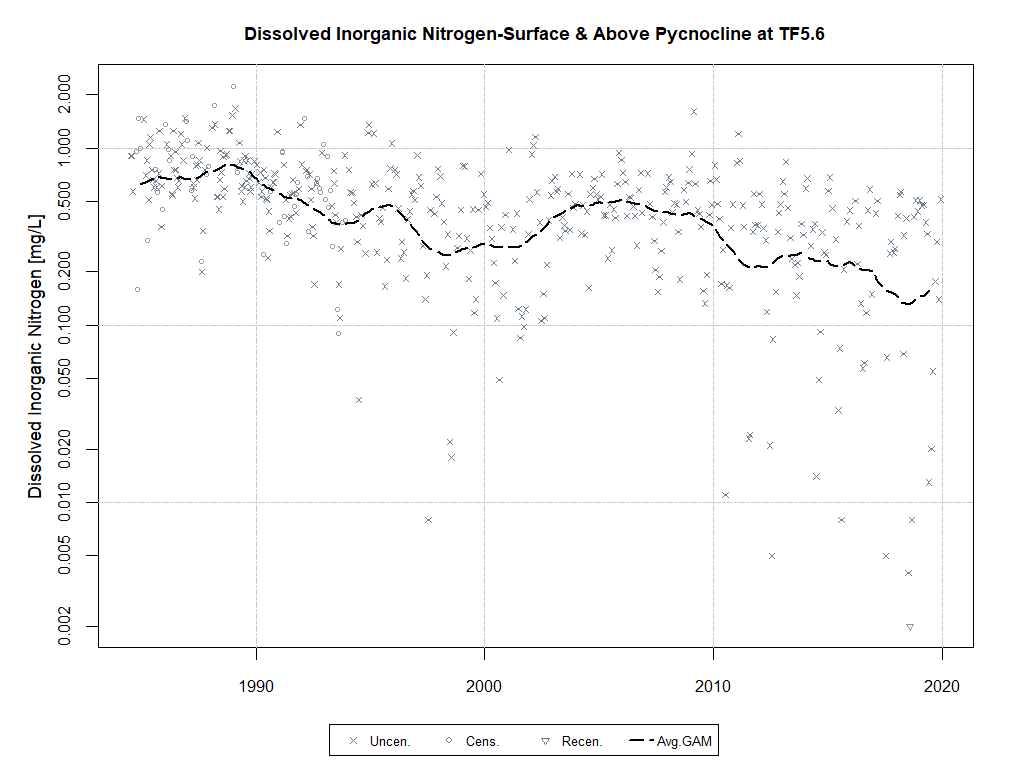 Dissolved Inorganic Nitrogen-Surface & Above Pycnocline at TF5.6
Dissolved Inorganic Nitrogen [mg/L]
2.000
1.000
0.500
0.200
0.100
0.050
0.020
0.010
0.005
0.002
1990 2000 2010 2020
Uncen. Cens. Recen. Avg.GAM